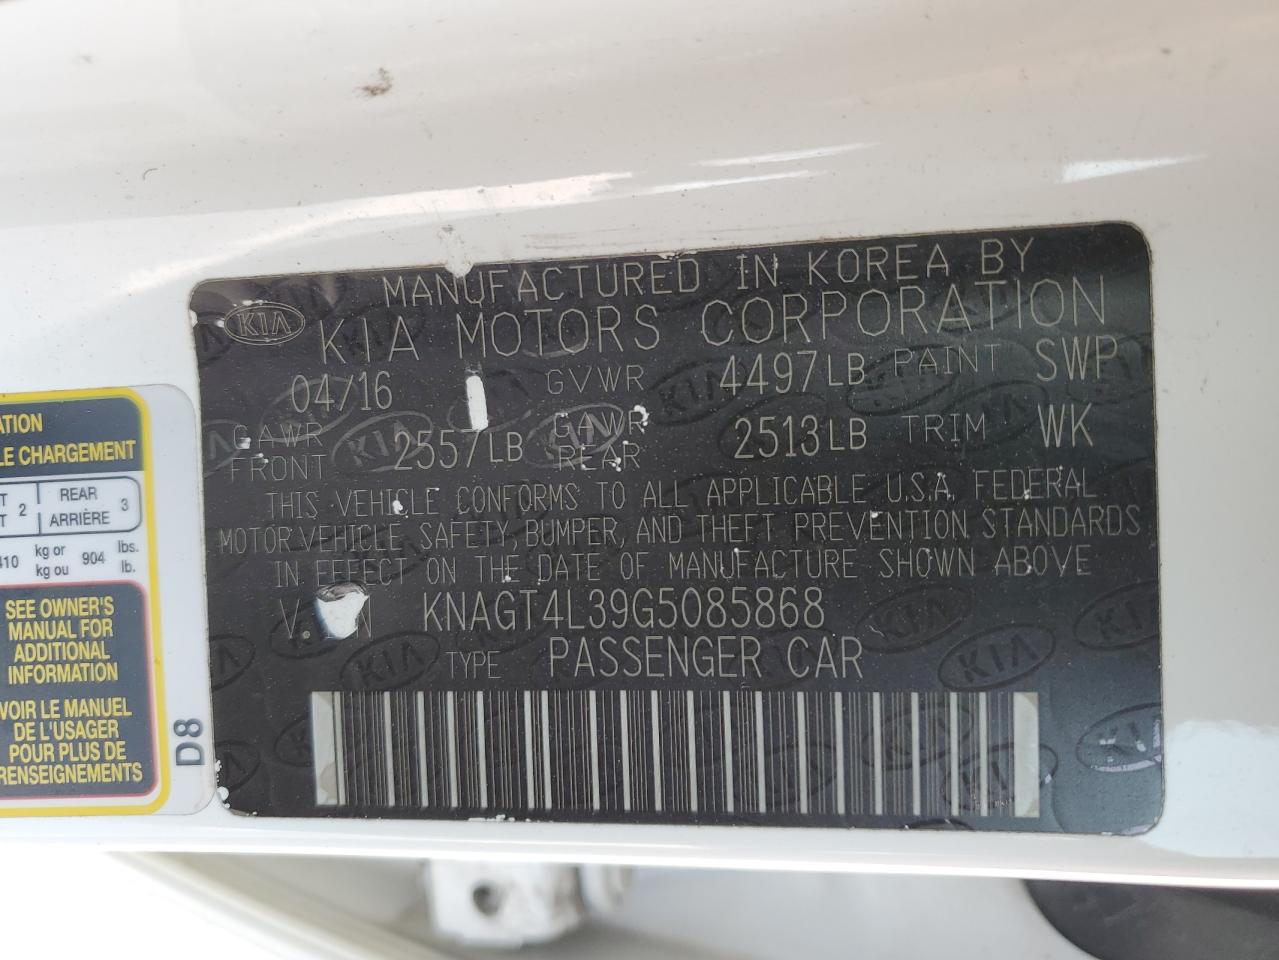 MANUFACTURED IN KOREA BY
KIA
KIA MOTORS CORPORATION
04/16 GVWR 4497LB PAINT SWP
GAWR FRONT 2557LB GAWR REAR 2513LB TRIM WK
THIS VEHICLE CONFORMS TO ALL APPLICABLE U.S.A. FEDERAL
MOTOR VEHICLE SAFETY, BUMPER, AND THEFT PREVENTION STANDARDS
IN EFFECT ON THE DATE OF MANUFACTURE SHOWN ABOVE
KNAGT4L39G5085868
TYPE PASSENGER CAR
ATION
LE CHARGEMENT
2 REAR 3
ARRIÈRE
kg or 904 lbs.
kg ou lb.
SEE OWNER'S
MANUAL FOR
ADDITIONAL
INFORMATION
VOIR LE MANUEL
DE L'USAGER
POUR PLUS DE
RENSEIGNEMENTS
D8